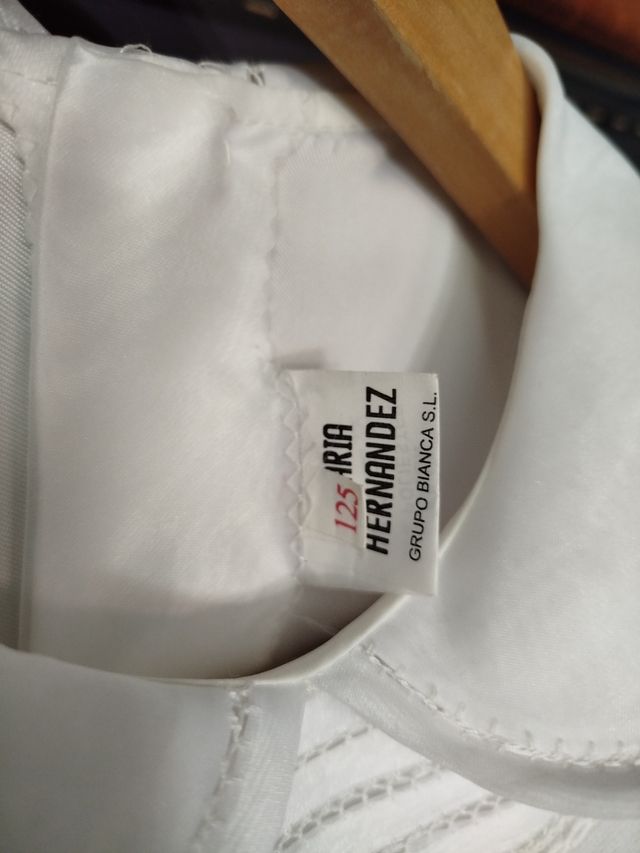 ARIA
125
HERNANDEZ
GRUPO BIANCA S.L.